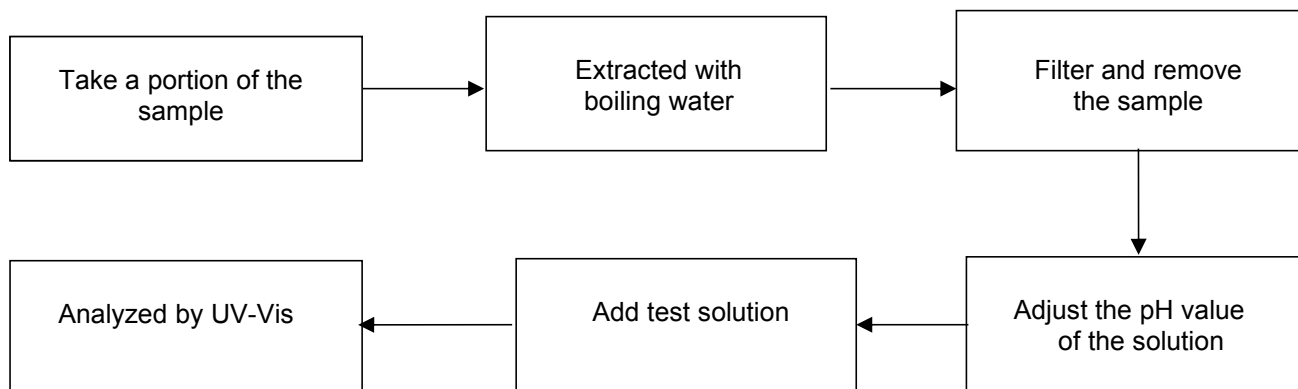 Take a portion of the
sample
Extracted with
boiling water
Filter and remove
the sample
Adjust the pH value
of the solution
Add test solution
Analyzed by UV-Vis